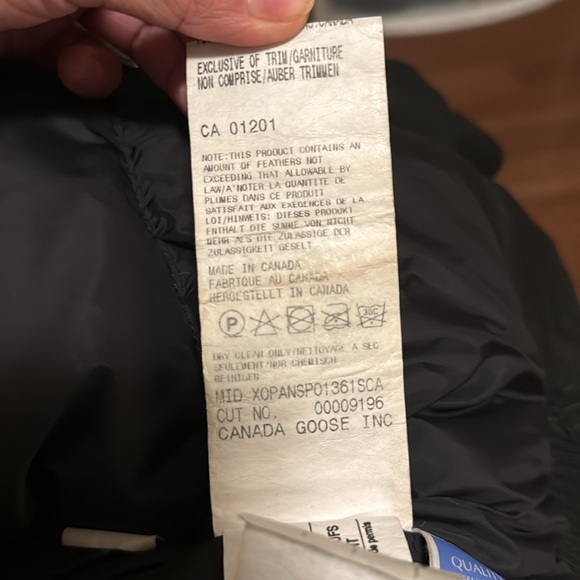 EXCLUSIVE OF TRIM/GARNITURE
NON COMPRISE/AUBER TRIMMEN
CA 01201
NOTE:THIS PRODUCT CONTAINS AN
AMOUNT OF FEATHERS NOT
EXCEEDING THAT ALLOWABLE BY
LAW/A'NOTER LA QUANTITE DE
PLUMES DANS CE PRODUIT
SATISFAIT AUX EXEGENCES DE LA
LOI/HINWEIS: DIESES PRODUKT
ENTHALT DIE SUMME VON NICHT
MEHR ALS DIE ZULASSIGE DER
ZULASSIGKEIT GESELT
MADE IN CANADA
FABRIQUE AU CANADA
HERGESTELLT IN CANADA
P
30C
DRY CLEAN ONLY/NETTOYAGE A SEC
SEULEMENT/NUR CHEMISCH
REINIGEN
MID XOPANSP01361SCA
CUT NO. 00009196
CANADA GOOSE INC
QUALI